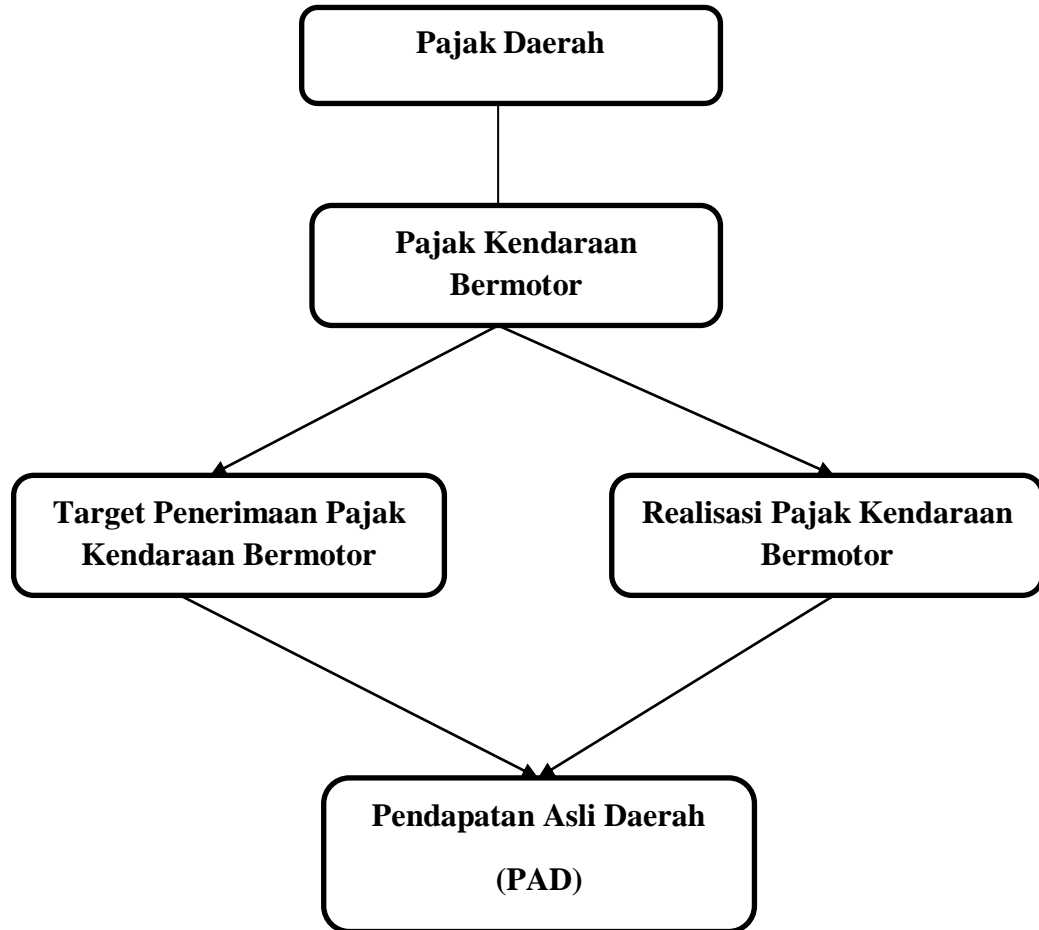 Pajak Daerah
Pajak Kendaraan
Bermotor
Target Penerimaan Pajak
Kendaraan Bermotor
Realisasi Pajak Kendaraan
Bermotor
Pendapatan Asli Daerah
(PAD)